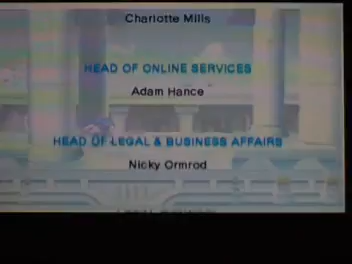 Charlotte Mills
HEAD OF ONLINE SERVICES
Adam Hance
HEAD OF LEGAL & BUSINESS AFFAIRS
Nicky Ormrod